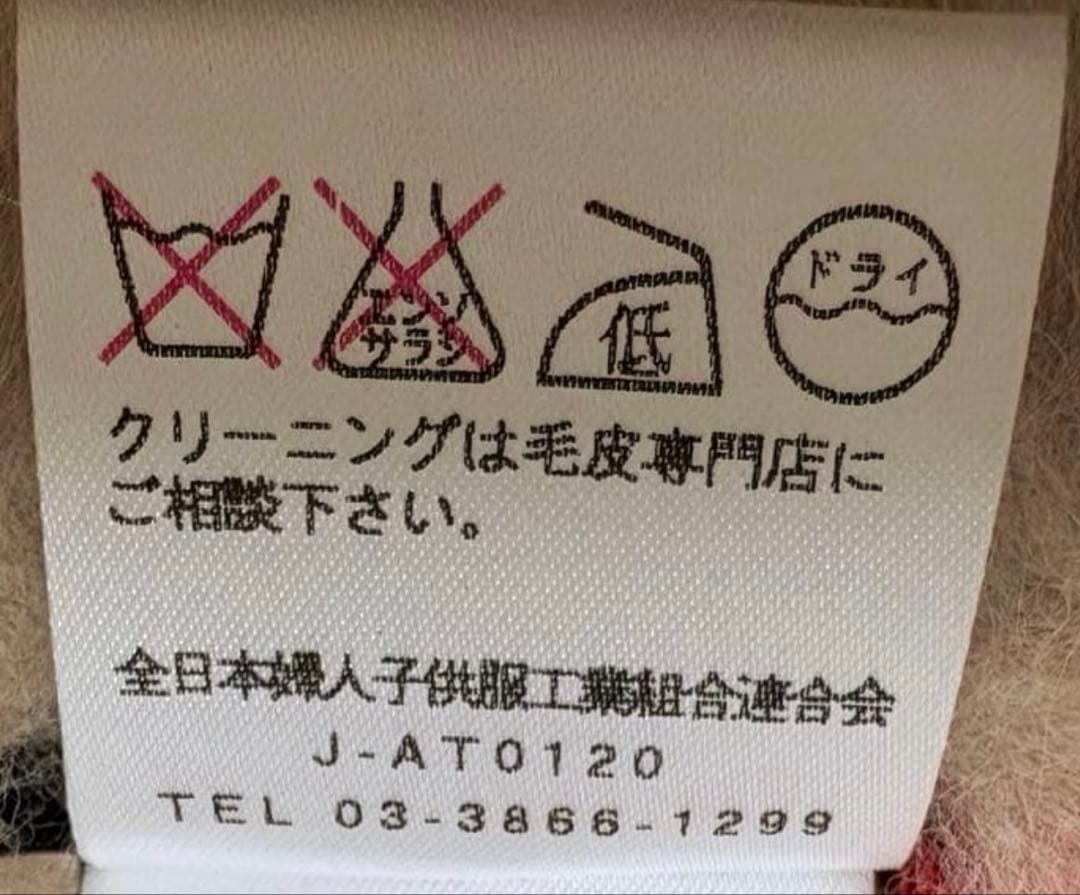 エンソ
サラシ
低
ドライ
クリーニングは毛皮専門店に
ご相談下さい。
全日本婦人子供服工業組合連合会
J-AT0120
TEL 03-3866-1299